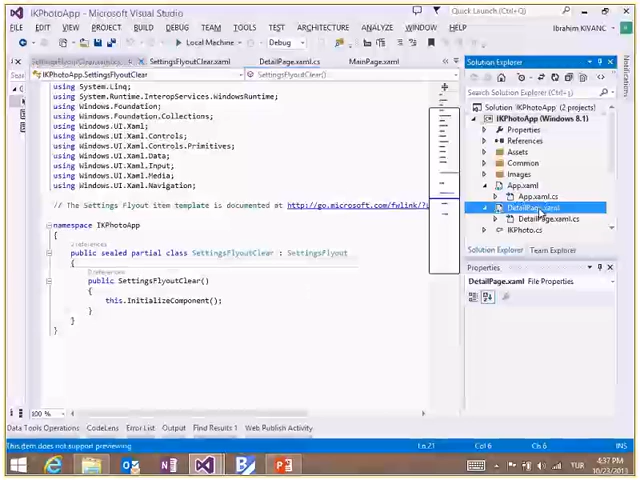 IKPhotoApp - Microsoft Visual Studio
Quick Launch (Ctrl+Q)
FILE EDIT VIEW PROJECT BUILD DEBUG TEAM TOOLS TEST ARCHITECTURE ANALYZE WINDOW HELP
Ibrahim KIVANC
Local Machine Debug
SettingsFlyoutClear.xaml DetailPage.xaml.cs MainPage.xaml
IKPhotoApp.SettingsFlyoutClear SettingsFlyoutClear()
using System.Linq;
using System.Runtime.InteropServices.WindowsRuntime;
using Windows.Foundation;
using Windows.Foundation.Collections;
using Windows.UI.Xaml;
using Windows.UI.Xaml.Controls;
using Windows.UI.Xaml.Controls.Primitives;
using Windows.UI.Xaml.Data;
using Windows.UI.Xaml.Input;
using Windows.UI.Xaml.Media;
using Windows.UI.Xaml.Navigation;
// The Settings Flyout item template is documented at http://go.microsoft.com/fwlink/?
namespace IKPhotoApp
{
2 references
public sealed partial class SettingsFlyoutClear : SettingsFlyout
{
0 references
public SettingsFlyoutClear()
{
this.InitializeComponent();
}
}
}
100 %
Solution Explorer
Search Solution Explorer (Ctrl+ş)
Solution 'IKPhotoApp' (2 projects)
IKPhotoApp (Windows 8.1)
Properties
References
Assets
Common
Images
App.xaml
App.xaml.cs
DetailPage.xaml
DetailPage.xaml.cs
IKPhoto.cs
Solution Explorer Team Explorer
Properties
DetailPage.xaml File Properties
Data Tools Operations CodeLens Error List Output Find Results 1 Web Publish Activity
This item does not support previewing Ln 21 Col 6 Ch 6 INS
TUR
4:37 PM
10/23/2013